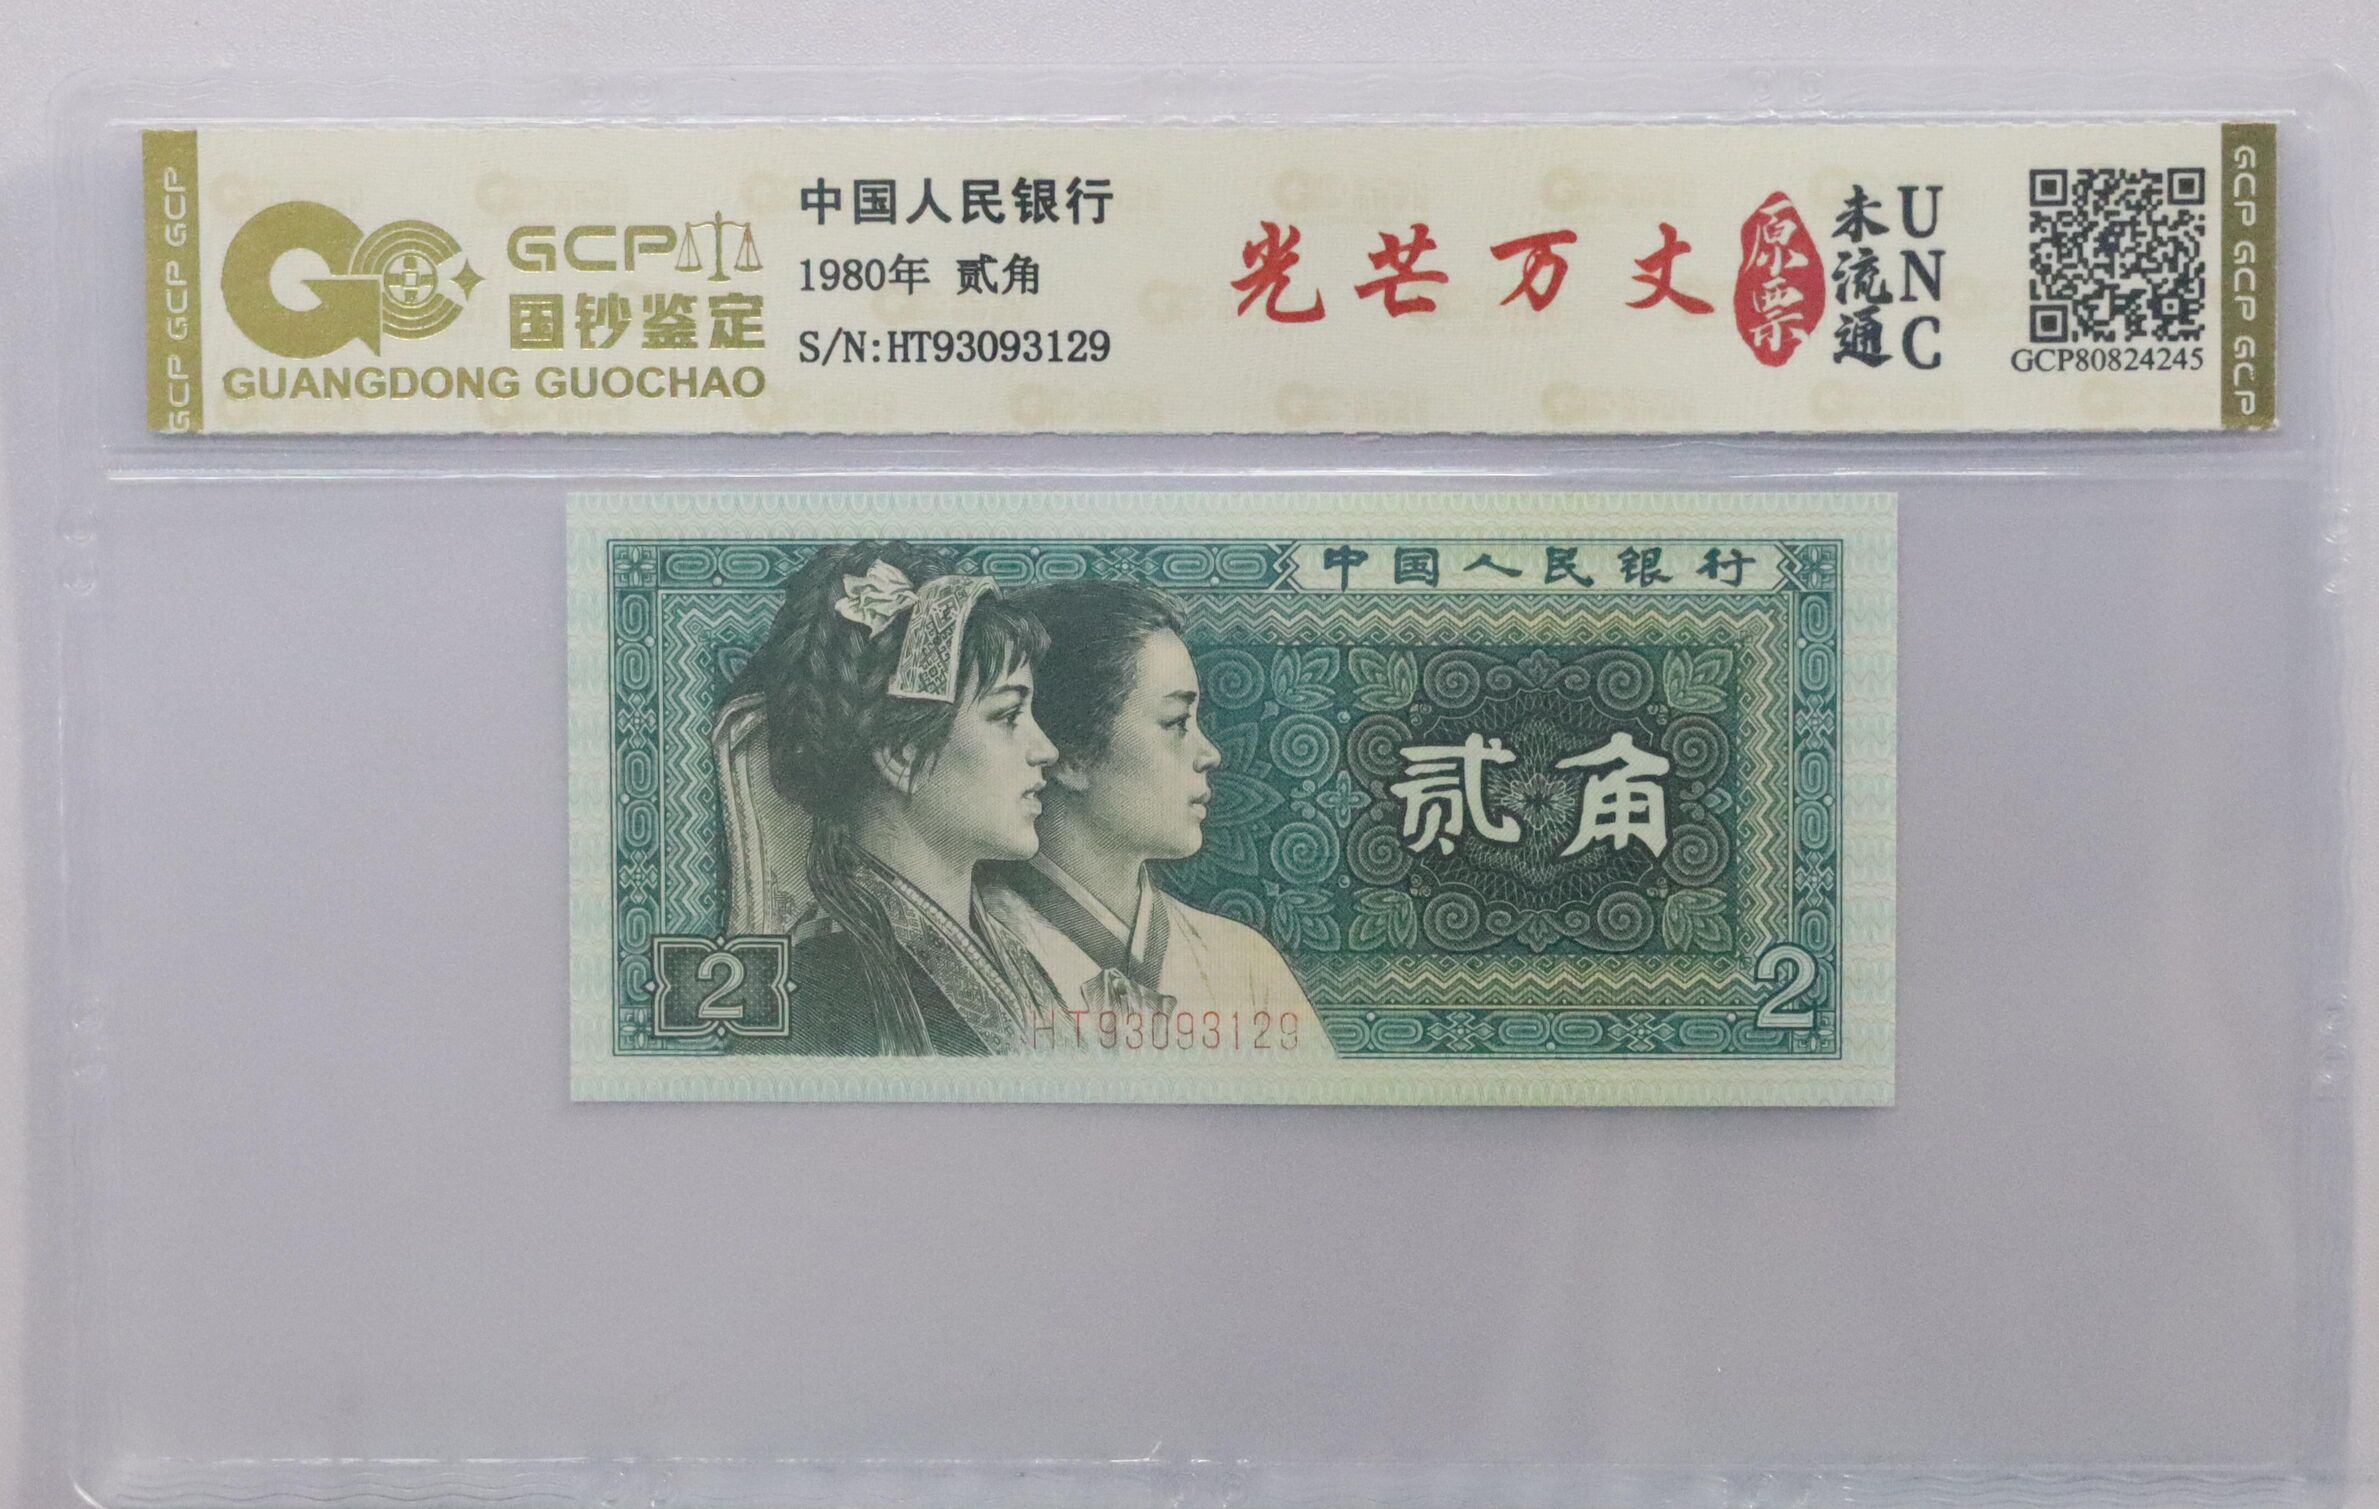 GCP GCP GCP
GCP
国钞鉴定
GUANGDONG GUOCHAO
中国人民银行
1980年 贰角
S/N:HT93093129
光芒万丈
原票
未流通
UNC
GCP80824245
GCP GCP GCP GCP
中国人民银行
贰角
2
2
HT93093129